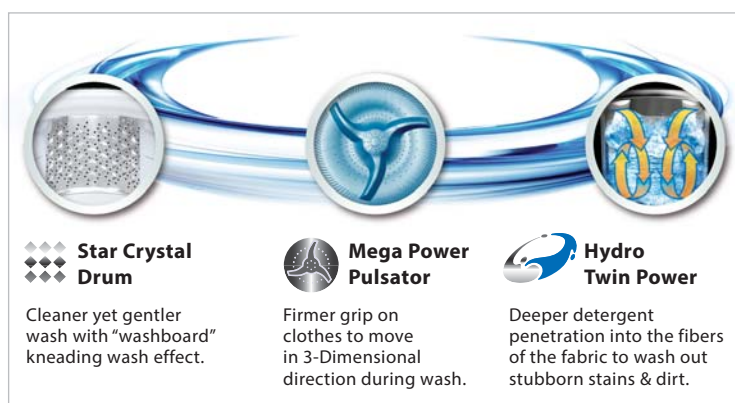 Star Crystal
Drum
Cleaner yet gentler
wash with “washboard”
kneading wash effect.
Mega Power
Pulsator
Firmer grip on
clothes to move
in 3-Dimensional
direction during wash.
Hydro
Twin Power
Deeper detergent
penetration into the fibers
of the fabric to wash out
stubborn stains & dirt.